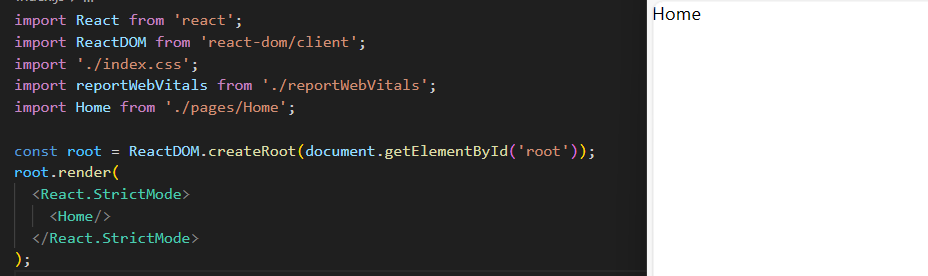 import React from 'react';
import ReactDOM from 'react-dom/client';
import './index.css';
import reportWebVitals from './reportWebVitals';
import Home from './pages/Home';
const root = ReactDOM.createRoot(document.getElementById('root'));
root.render(
<React.StrictMode>
<Home/>
</React.StrictMode>
);
Home